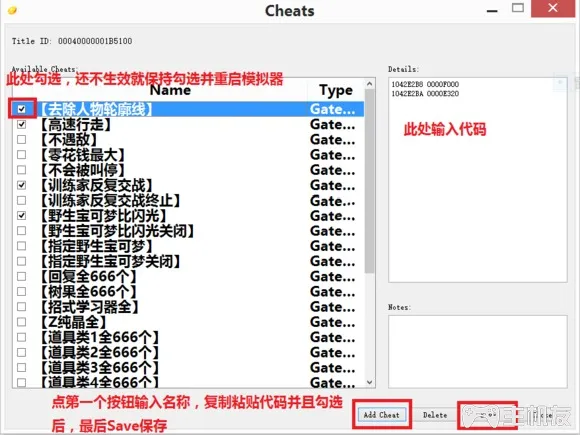 Cheats
Title ID: 00040000001B5100
Available Cheats:
Details:
此处勾选，还不生效就保持勾选并重启模拟器
Name Type
【去除人物轮廓线】 Gate...
【高速行走】 Gate...
【不遇敌】 Gate...
【零花钱最大】 Gate...
【不会被叫停】 Gate...
【训练家反复交战】 Gate...
【训练家反复交战终止】 Gate...
【野生宝可梦比闪光】 Gate...
【野生宝可梦比闪光关闭】 Gate...
【指定野生宝可梦】 Gate...
【指定野生宝可梦关闭】 Gate...
【回复全666个】 Gate...
【树果全666个】 Gate...
【招式学习器全】 Gate...
【Z纯晶全】 Gate...
【道具类1全666个】 Gate...
【道具类2全666个】 Gate...
【道具类3全666个】 Gate...
【道具类4全666个】 Gate...
1042E2B8 0000F000
1042E2BA 0000E320
此处输入代码
Notes:
点第一个按钮输入名称，复制粘贴代码并且勾选
后，最后Save保存
Add Cheat Delete